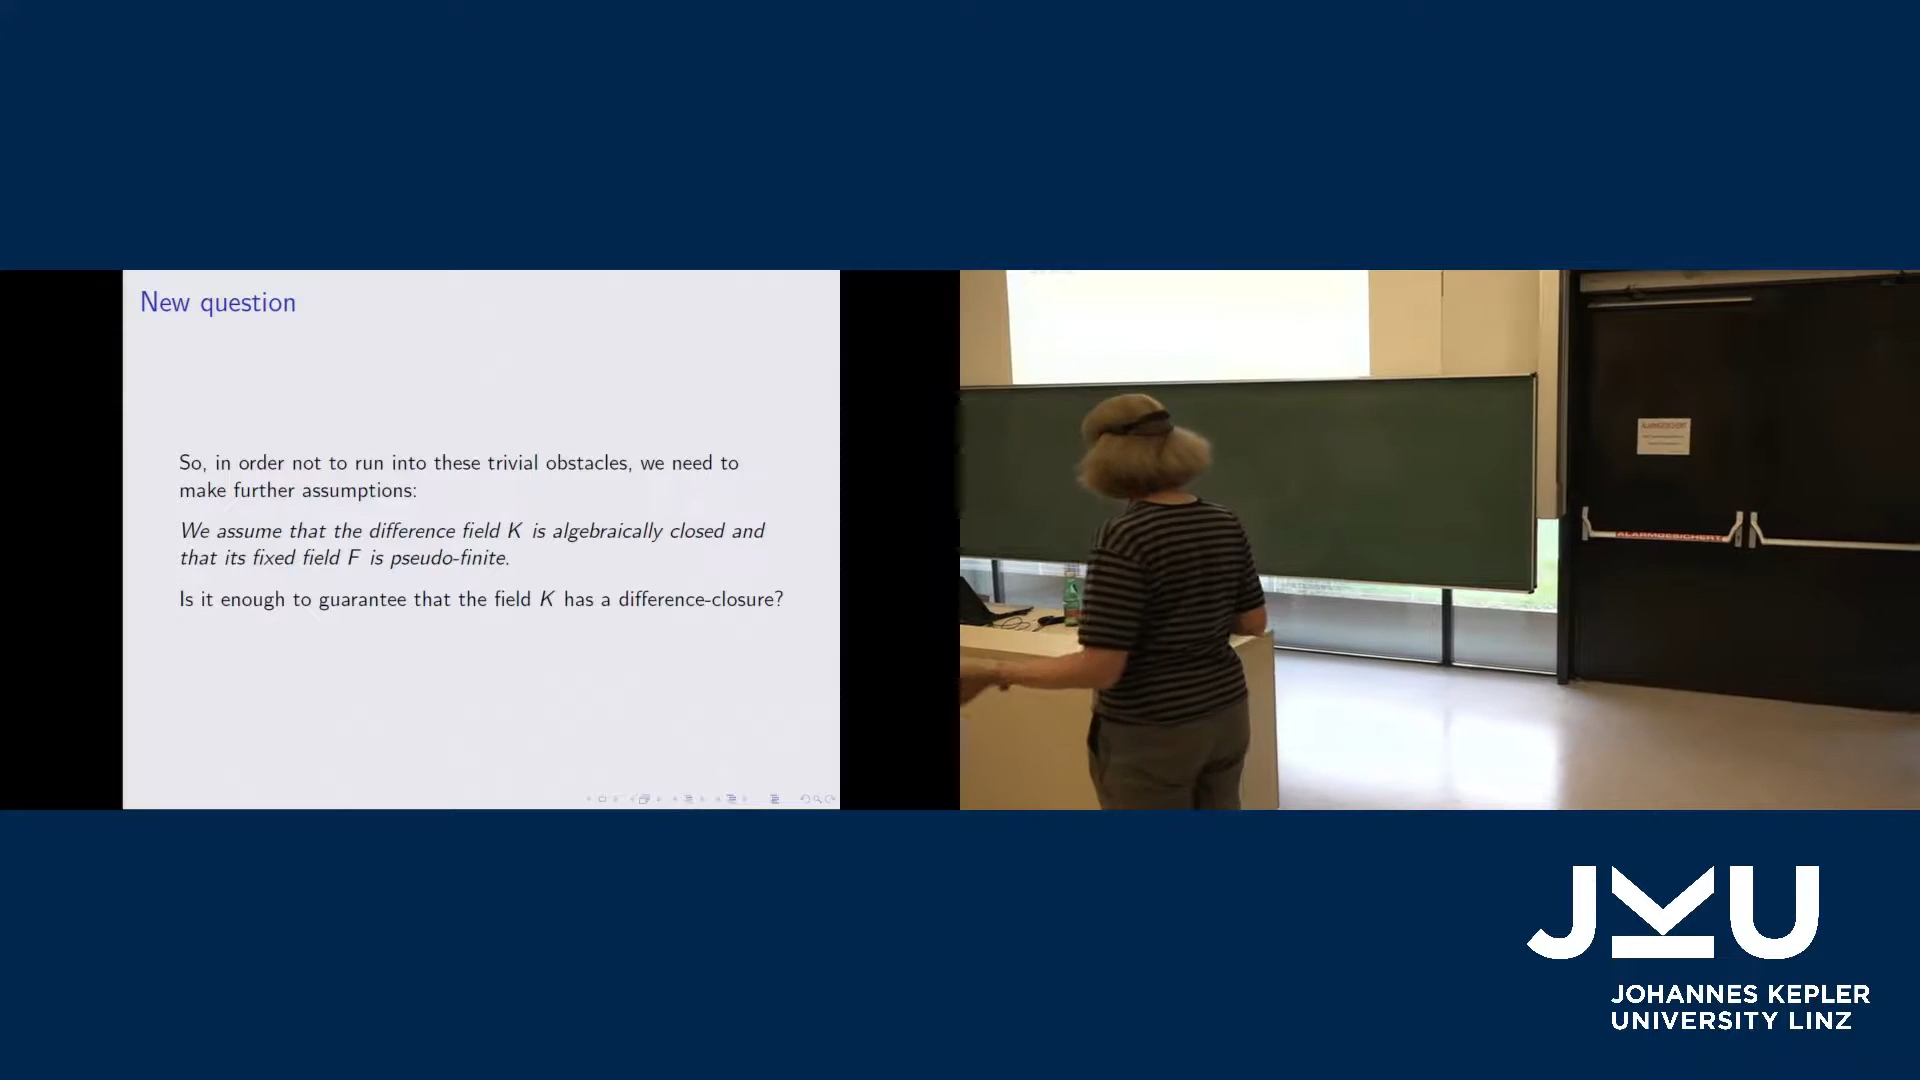 New question
So, in order not to run into these trivial obstacles, we need to
make further assumptions:
We assume that the difference field K is algebraically closed and
that its fixed field F is pseudo-finite.
Is it enough to guarantee that the field K has a difference-closure?
ALARMGESICHERT
JKU
JOHANNES KEPLER
UNIVERSITY LINZ